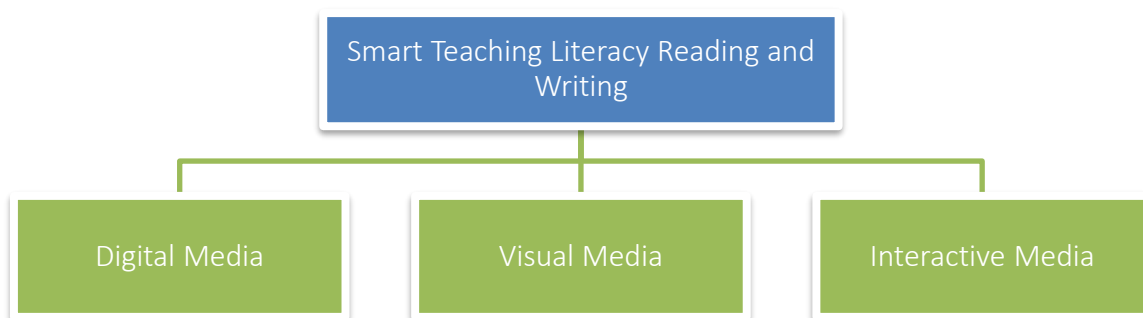 Smart Teaching Literacy Reading and
Writing
Digital Media
Visual Media
Interactive Media